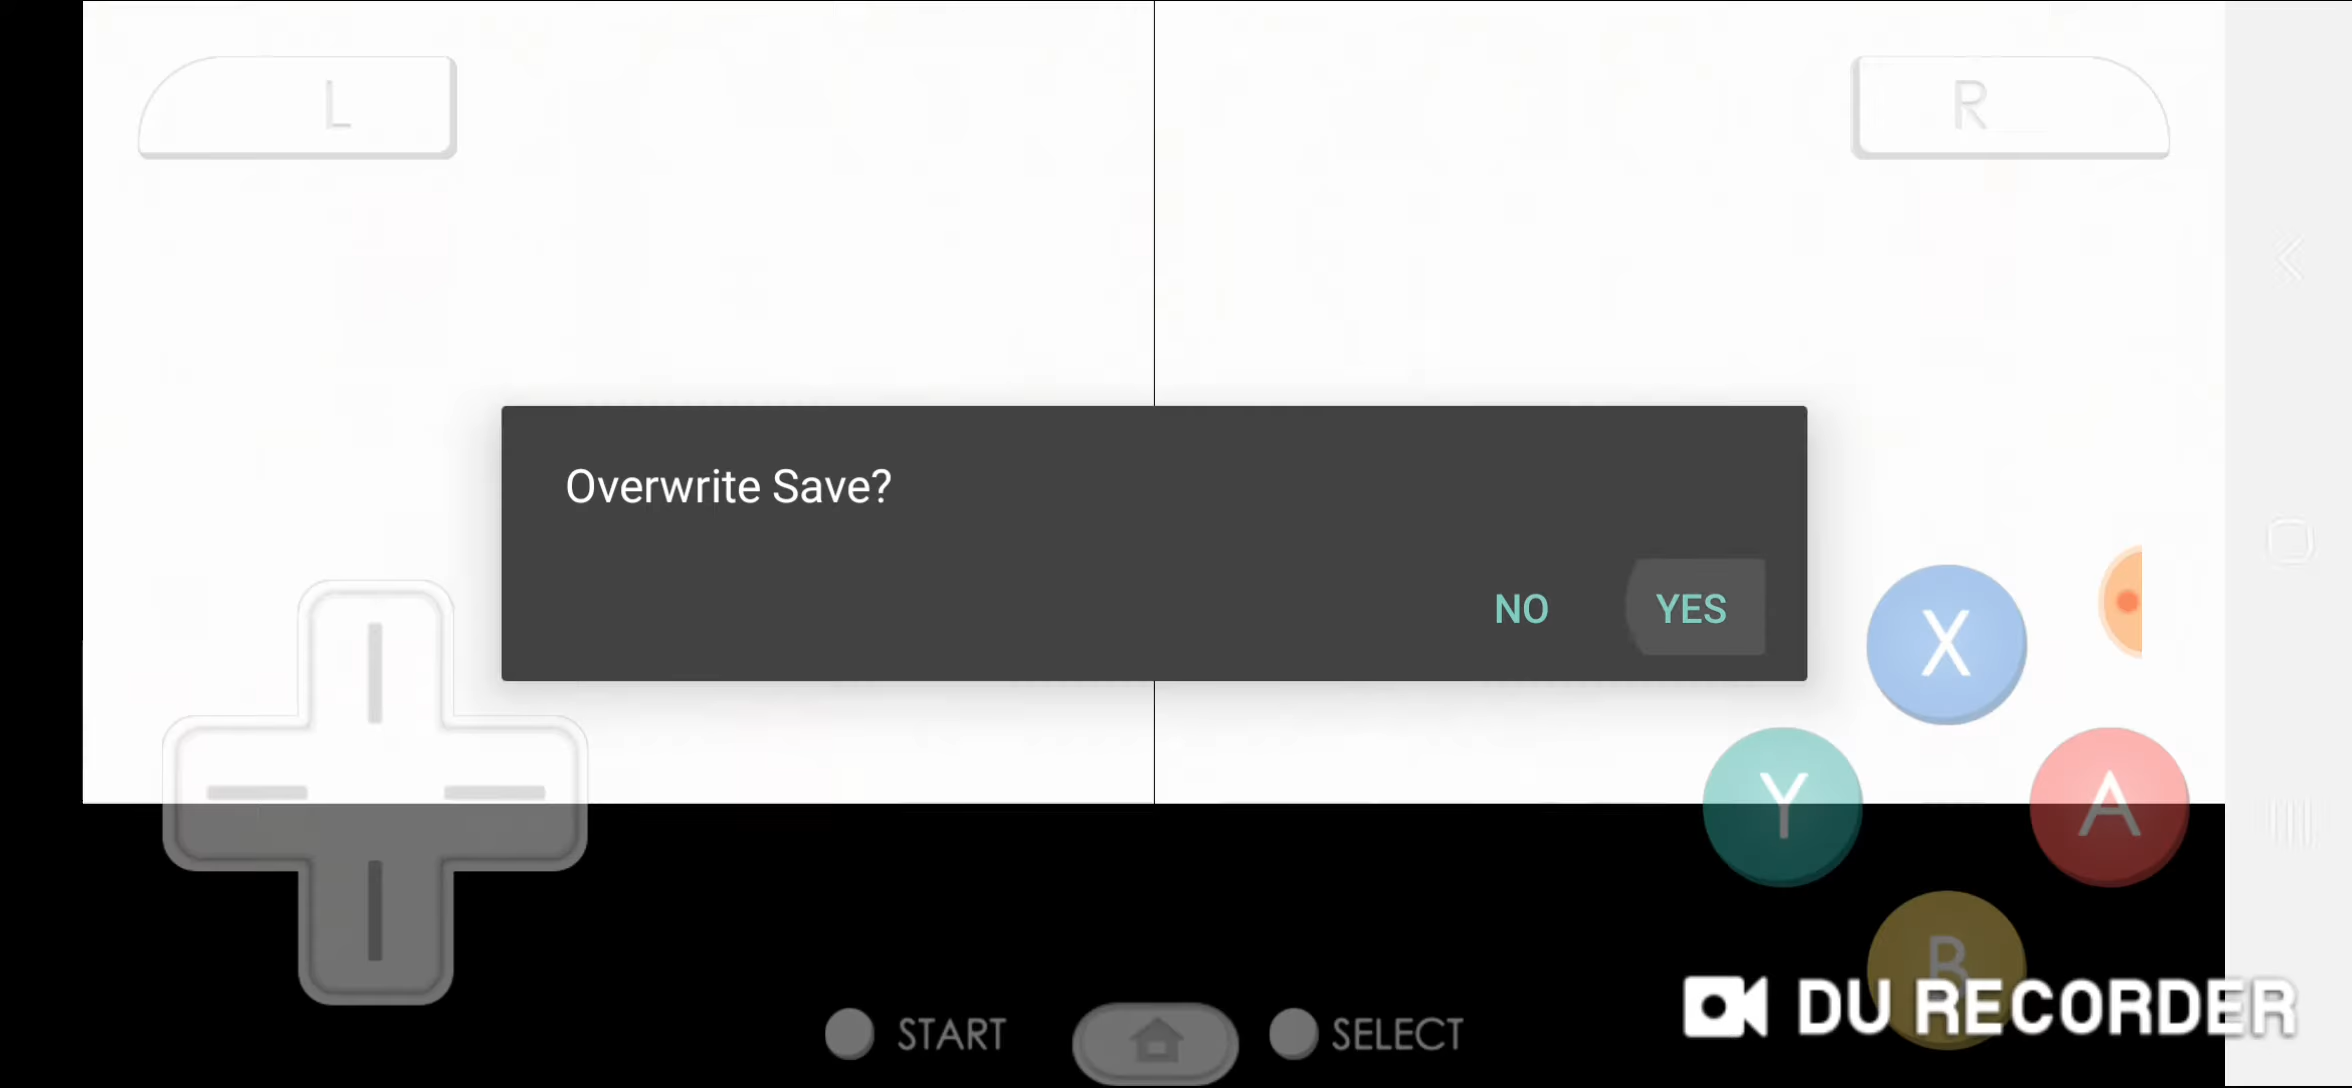 L
R
Overwrite Save?
NO
YES
X
Y
A
B
START
SELECT
DU RECORDER